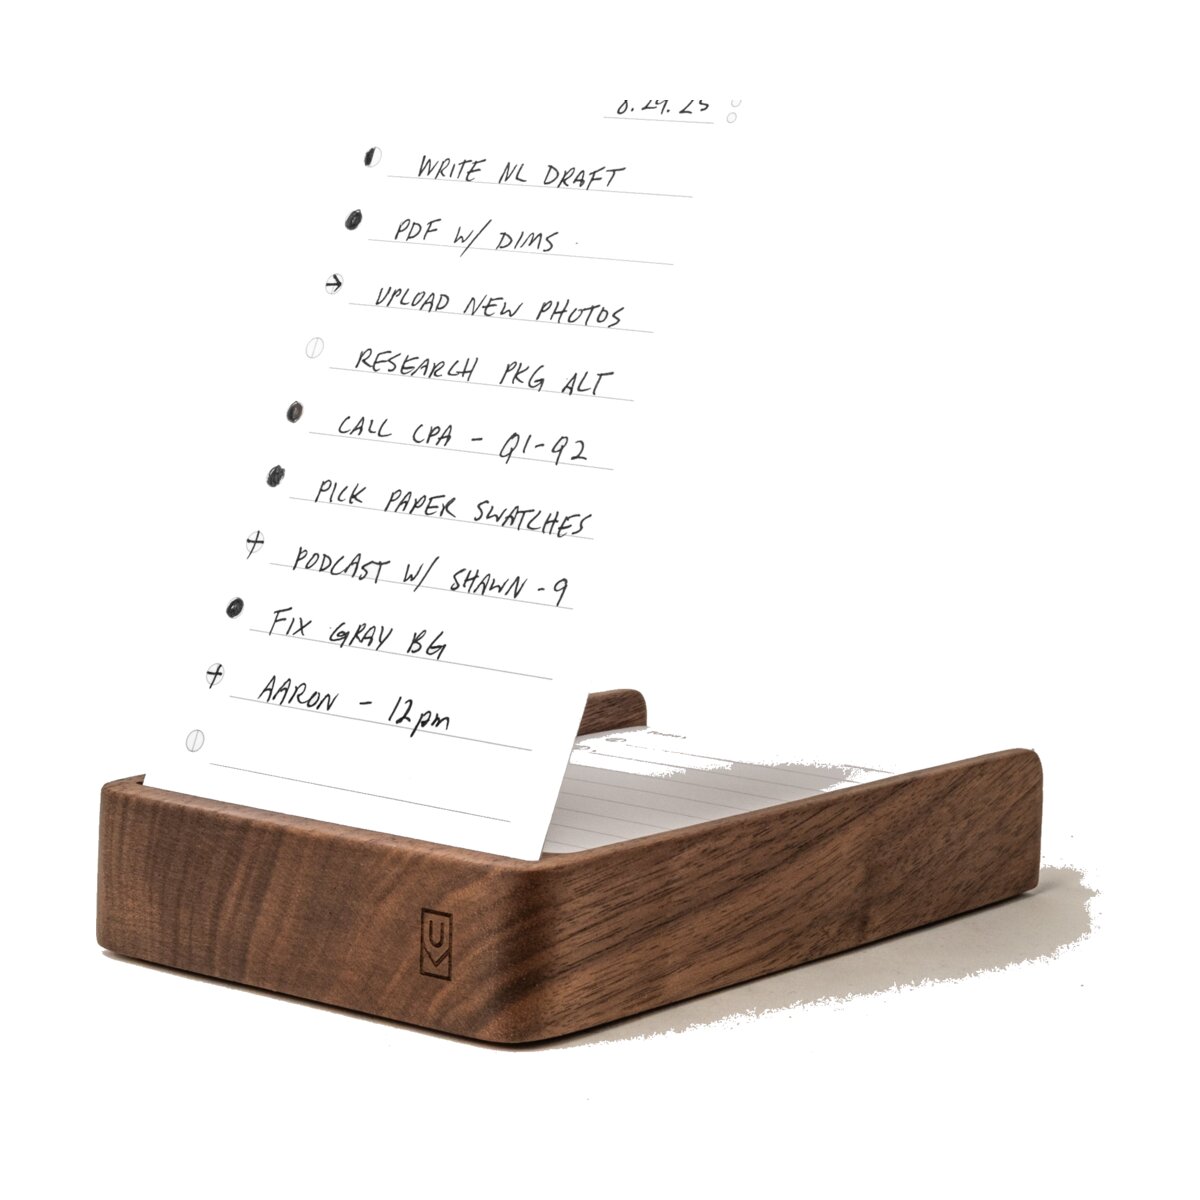 WRITE NL DRAFT
PDF W/ DIMS
UPLOAD NEW PHOTOS
RESEARCH PKG ALT
CALL CPA - Q1-Q2
PICK PAPER SWATCHES
PODCAST W/ SHAWN - 9
FIX GRAY BG
AARON - 12pm
U